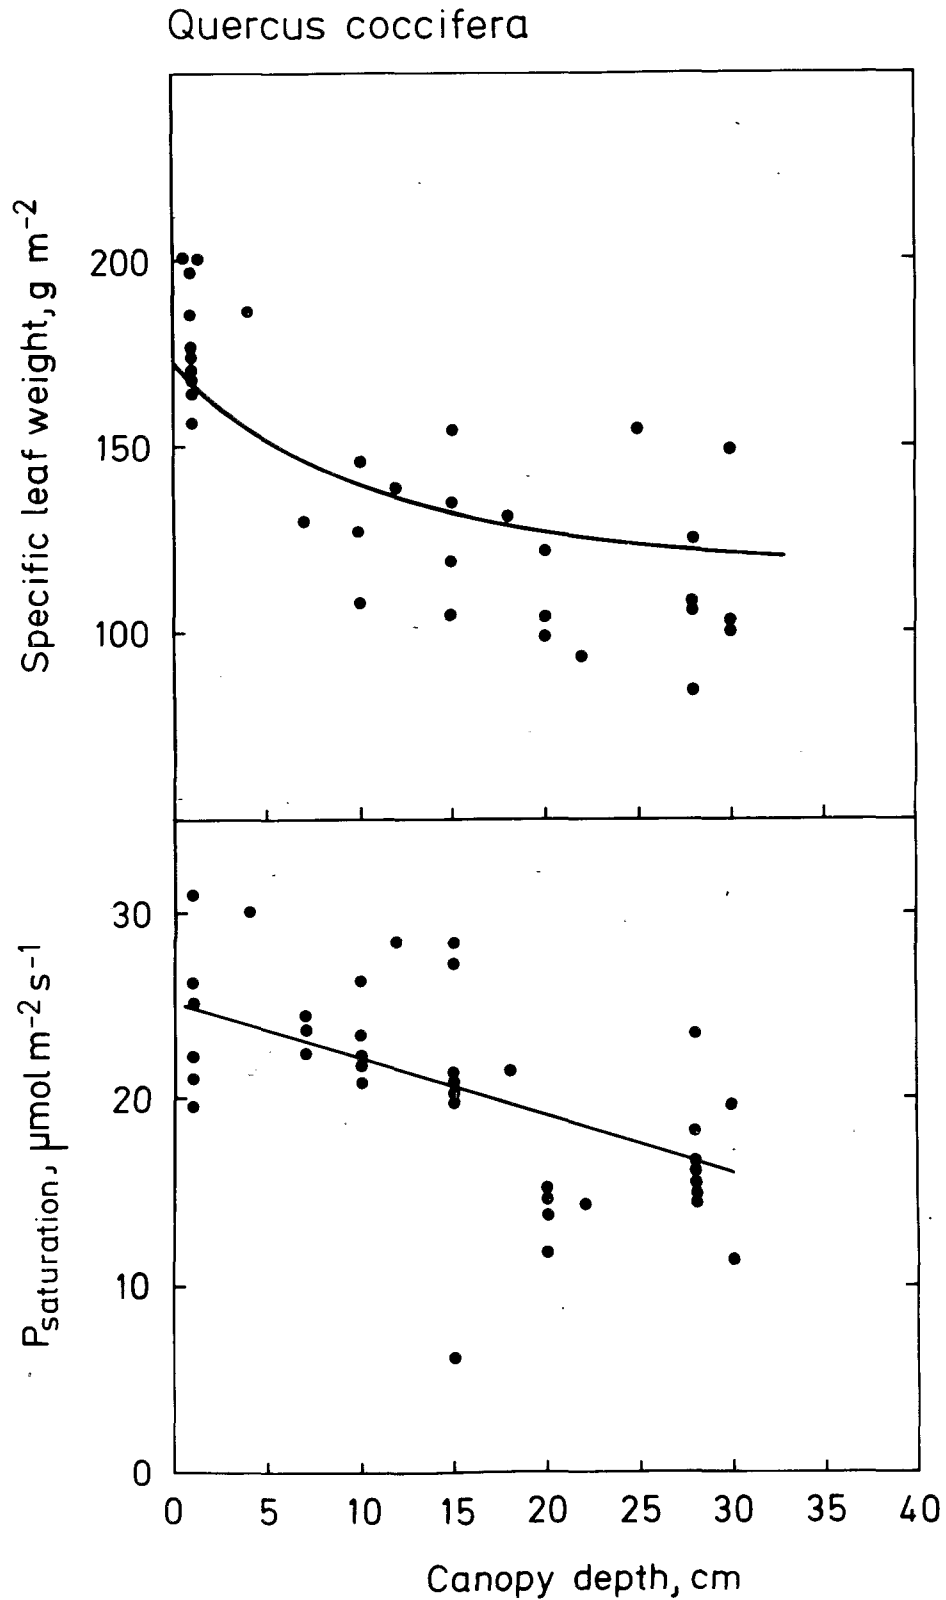 Quercus coccifera
Specific leaf weight, g m⁻²
200
150
100
Psaturation, μmol m⁻² s⁻¹
30
20
10
0
0 5 10 15 20 25 30 35 40
Canopy depth, cm